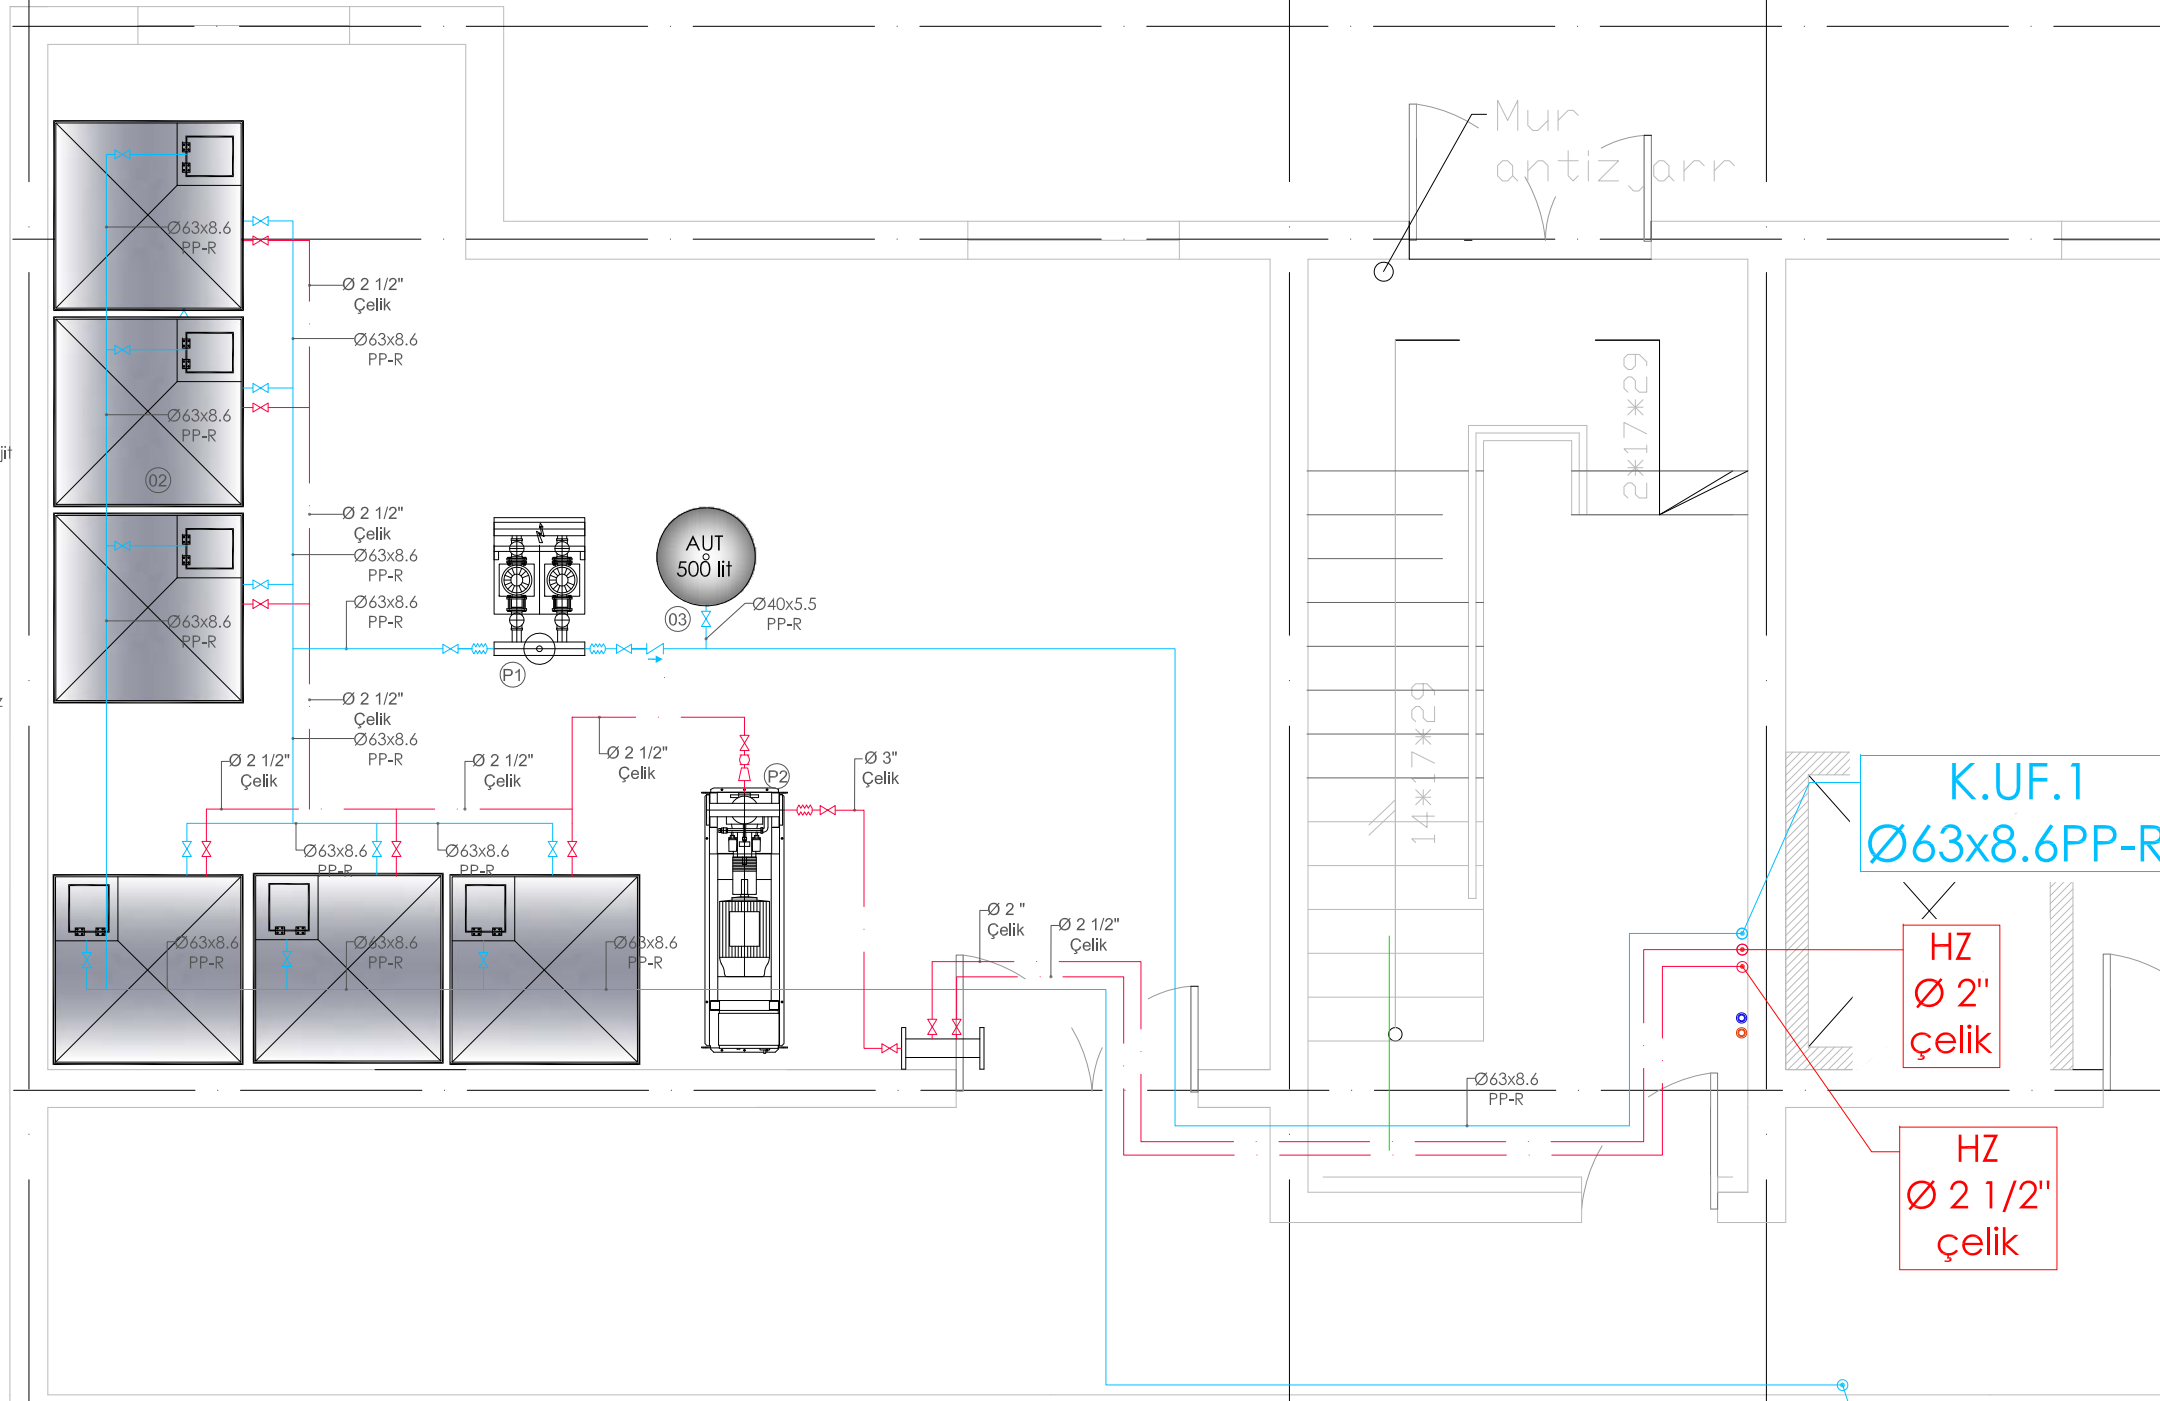 Mur
antizjarr
Ø63x8.6
PP-R
Ø 2 1/2"
Çelik
Ø63x8.6
PP-R
2*17*29
Ø63x8.6
PP-R
jit
02
Ø 2 1/2"
Çelik
Ø63x8.6
PP-R
AUT
500 lit
Ø63x8.6
PP-R
Ø40x5.5
PP-R
03
Ø63x8.6
PP-R
P1
Ø 2 1/2"
Çelik
Ø63x8.6
PP-R
14*17*29
Ø 2 1/2"
Çelik
Ø 2 1/2"
Çelik
Ø 2 1/2"
Çelik
P2
Ø 3"
Çelik
K.UF.1
Ø63x8.6PP-R
Ø63x8.6
PP-R
Ø63x8.6
PP-R
Ø63x8.6
PP-R
Ø63x8.6
PP-R
Ø63x8.6
PP-R
Ø 2 "
Çelik
Ø 2 1/2"
Çelik
HZ
Ø 2"
çelik
Ø63x8.6
PP-R
HZ
Ø 2 1/2"
çelik